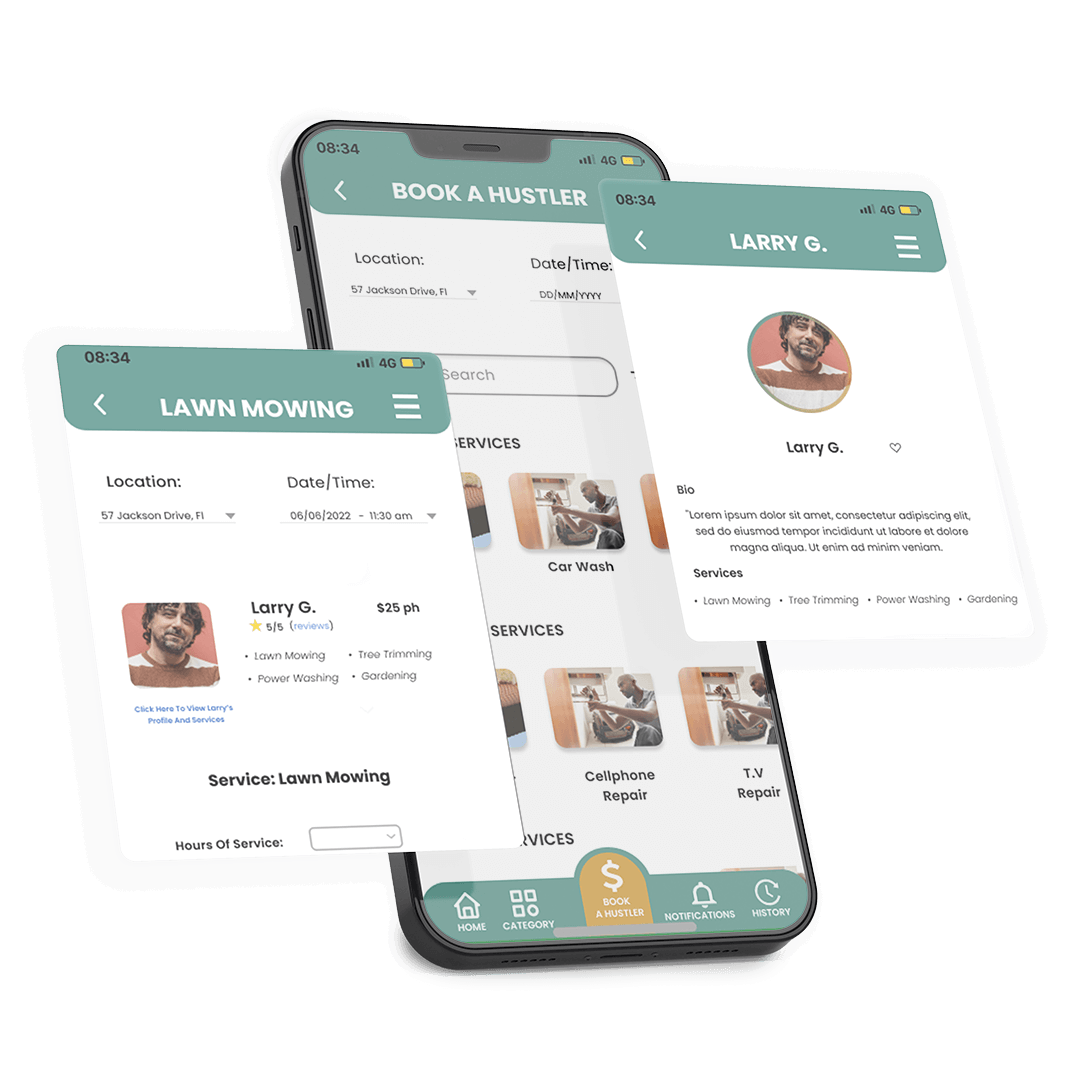 08:34
4G
BOOK A HUSTLER
Location:
Date/Time:
57 Jackson Drive, Fl
DD/MM/YYYY
Search
SERVICES
Car Wash
SERVICES
Cellphone
Repair
T.V
Repair
HOME
CATEGORY
$
BOOK
A HUSTLER
NOTIFICATIONS
HISTORY
08:34
4G
LAWN MOWING
Location:
Date/Time:
57 Jackson Drive, Fl
06/06/2022 - 11:30 am
Larry G.
$25 ph
5/5 (reviews)
• Lawn Mowing • Tree Trimming
• Power Washing • Gardening
Click Here To View Larry's
Profile And Services
Service: Lawn Mowing
Hours Of Service:
08:34
4G
LARRY G.
Larry G.
Bio
"Lorem ipsum dolor sit amet, consectetur adipiscing elit,
sed do eiusmod tempor incididunt ut labore et dolore
magna aliqua. Ut enim ad minim veniam.
Services
• Lawn Mowing • Tree Trimming • Power Washing • Gardening